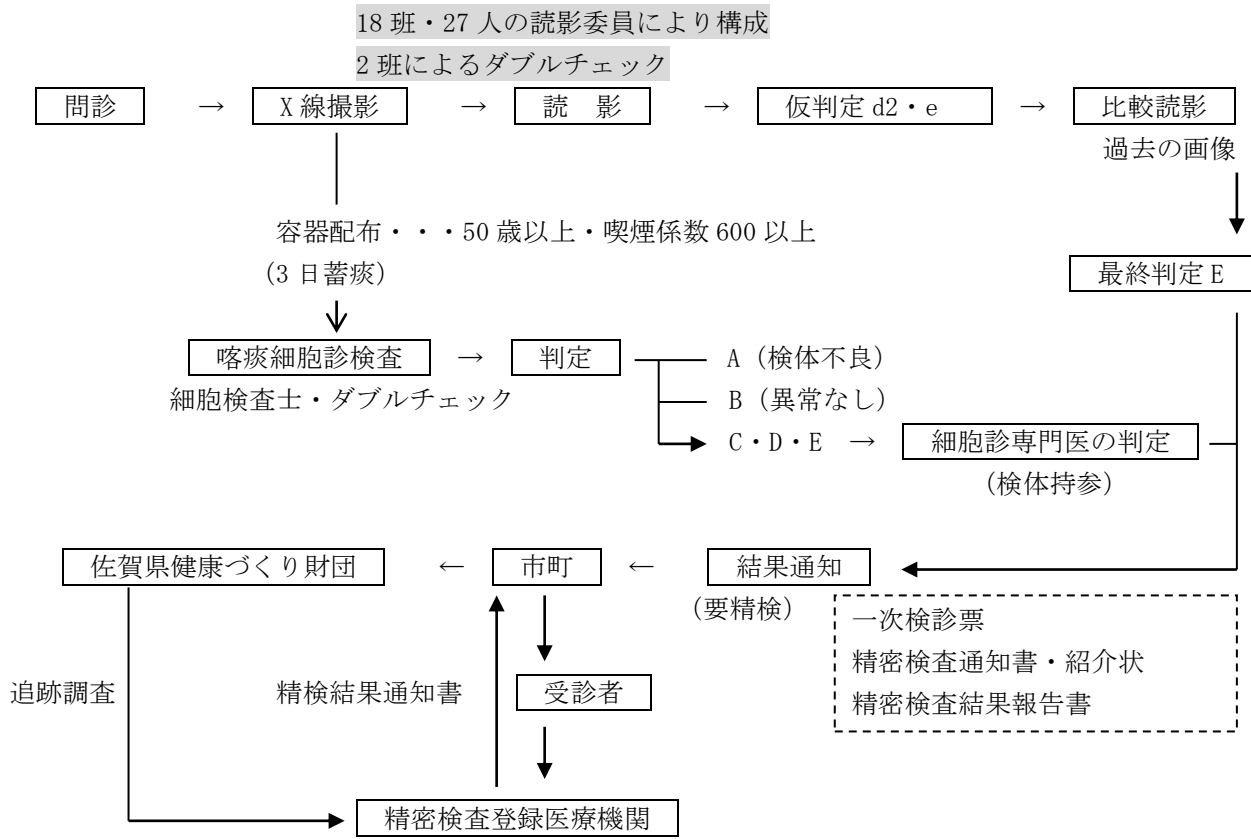 18 班・27 人の読影委員により構成
2 班によるダブルチェック
問診 → X 線撮影 → 読　影 → 仮判定 d2・e → 比較読影
過去の画像
容器配布・・・50 歳以上・喫煙係数 600 以上
(3 日蓄痰)
最終判定 E
喀痰細胞診検査 → 判定
A (検体不良)
細胞検査士・ダブルチェック
B (異常なし)
C・D・E → 細胞診専門医の判定
(検体持参)
佐賀県健康づくり財団 ← 市町 ← 結果通知
(要精検)
一次検診票
精密検査通知書・紹介状
精密検査結果報告書
追跡調査
精検結果通知書
受診者
精密検査登録医療機関